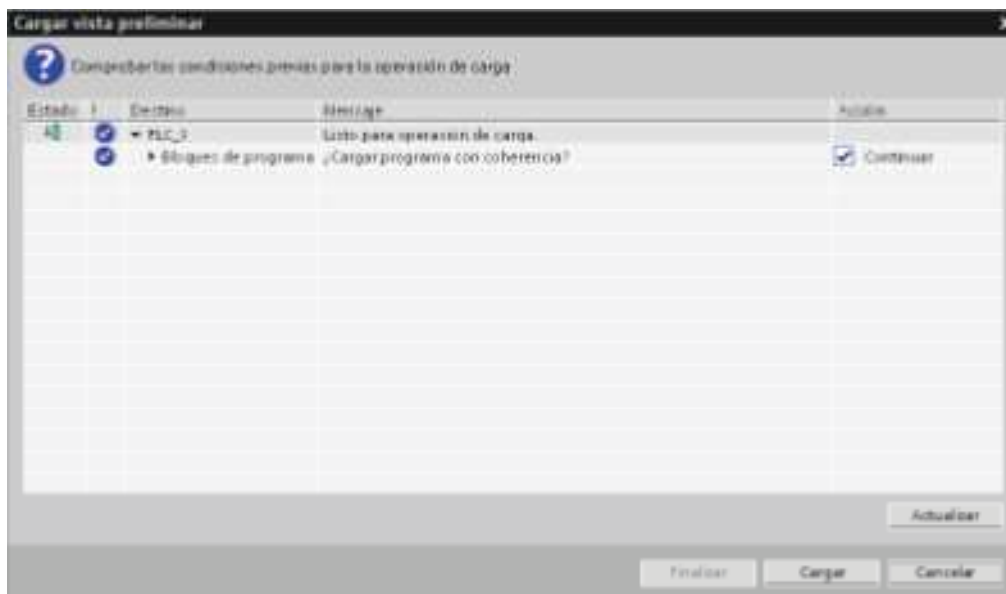 Cargar vista preliminar
Comprobar las condiciones previas para la operación de carga
Estado ! Destino Mensaje Acción
PLC_1 Listo para operación de carga.
Bloques de programa ¿Cargar programa con coherencia? Continuar
Actualizar
Finalizar Cargar Cancelar